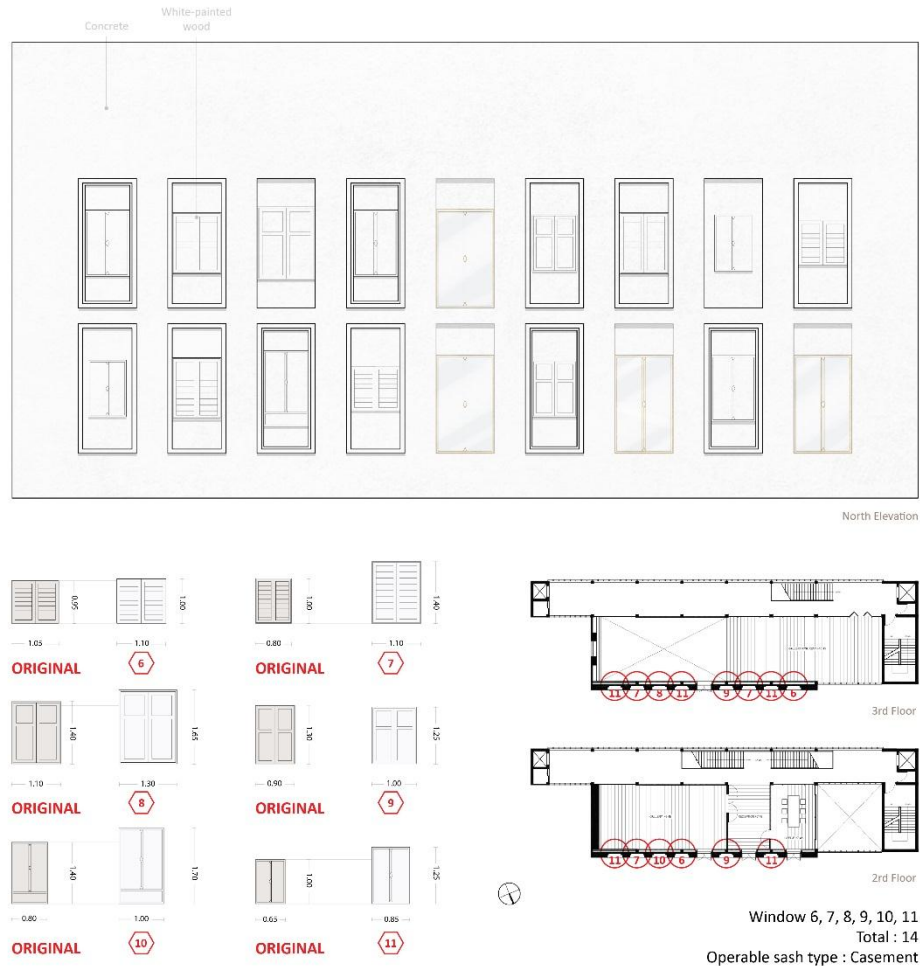 Concrete
White-painted
wood
North Elevation
0.95
1.00
1.05
1.10
ORIGINAL
6
1.00
1.40
0.80
1.10
ORIGINAL
7
1.40
1.65
1.10
1.30
ORIGINAL
8
1.30
1.25
0.90
1.00
ORIGINAL
9
1.40
1.70
0.80
1.00
ORIGINAL
10
1.00
1.25
0.65
0.85
ORIGINAL
11
11 7 8 11 9 7 11 6
3rd Floor
11 7 10 6 9 11
2rd Floor
Window 6, 7, 8, 9, 10, 11
Total : 14
Operable sash type : Casement